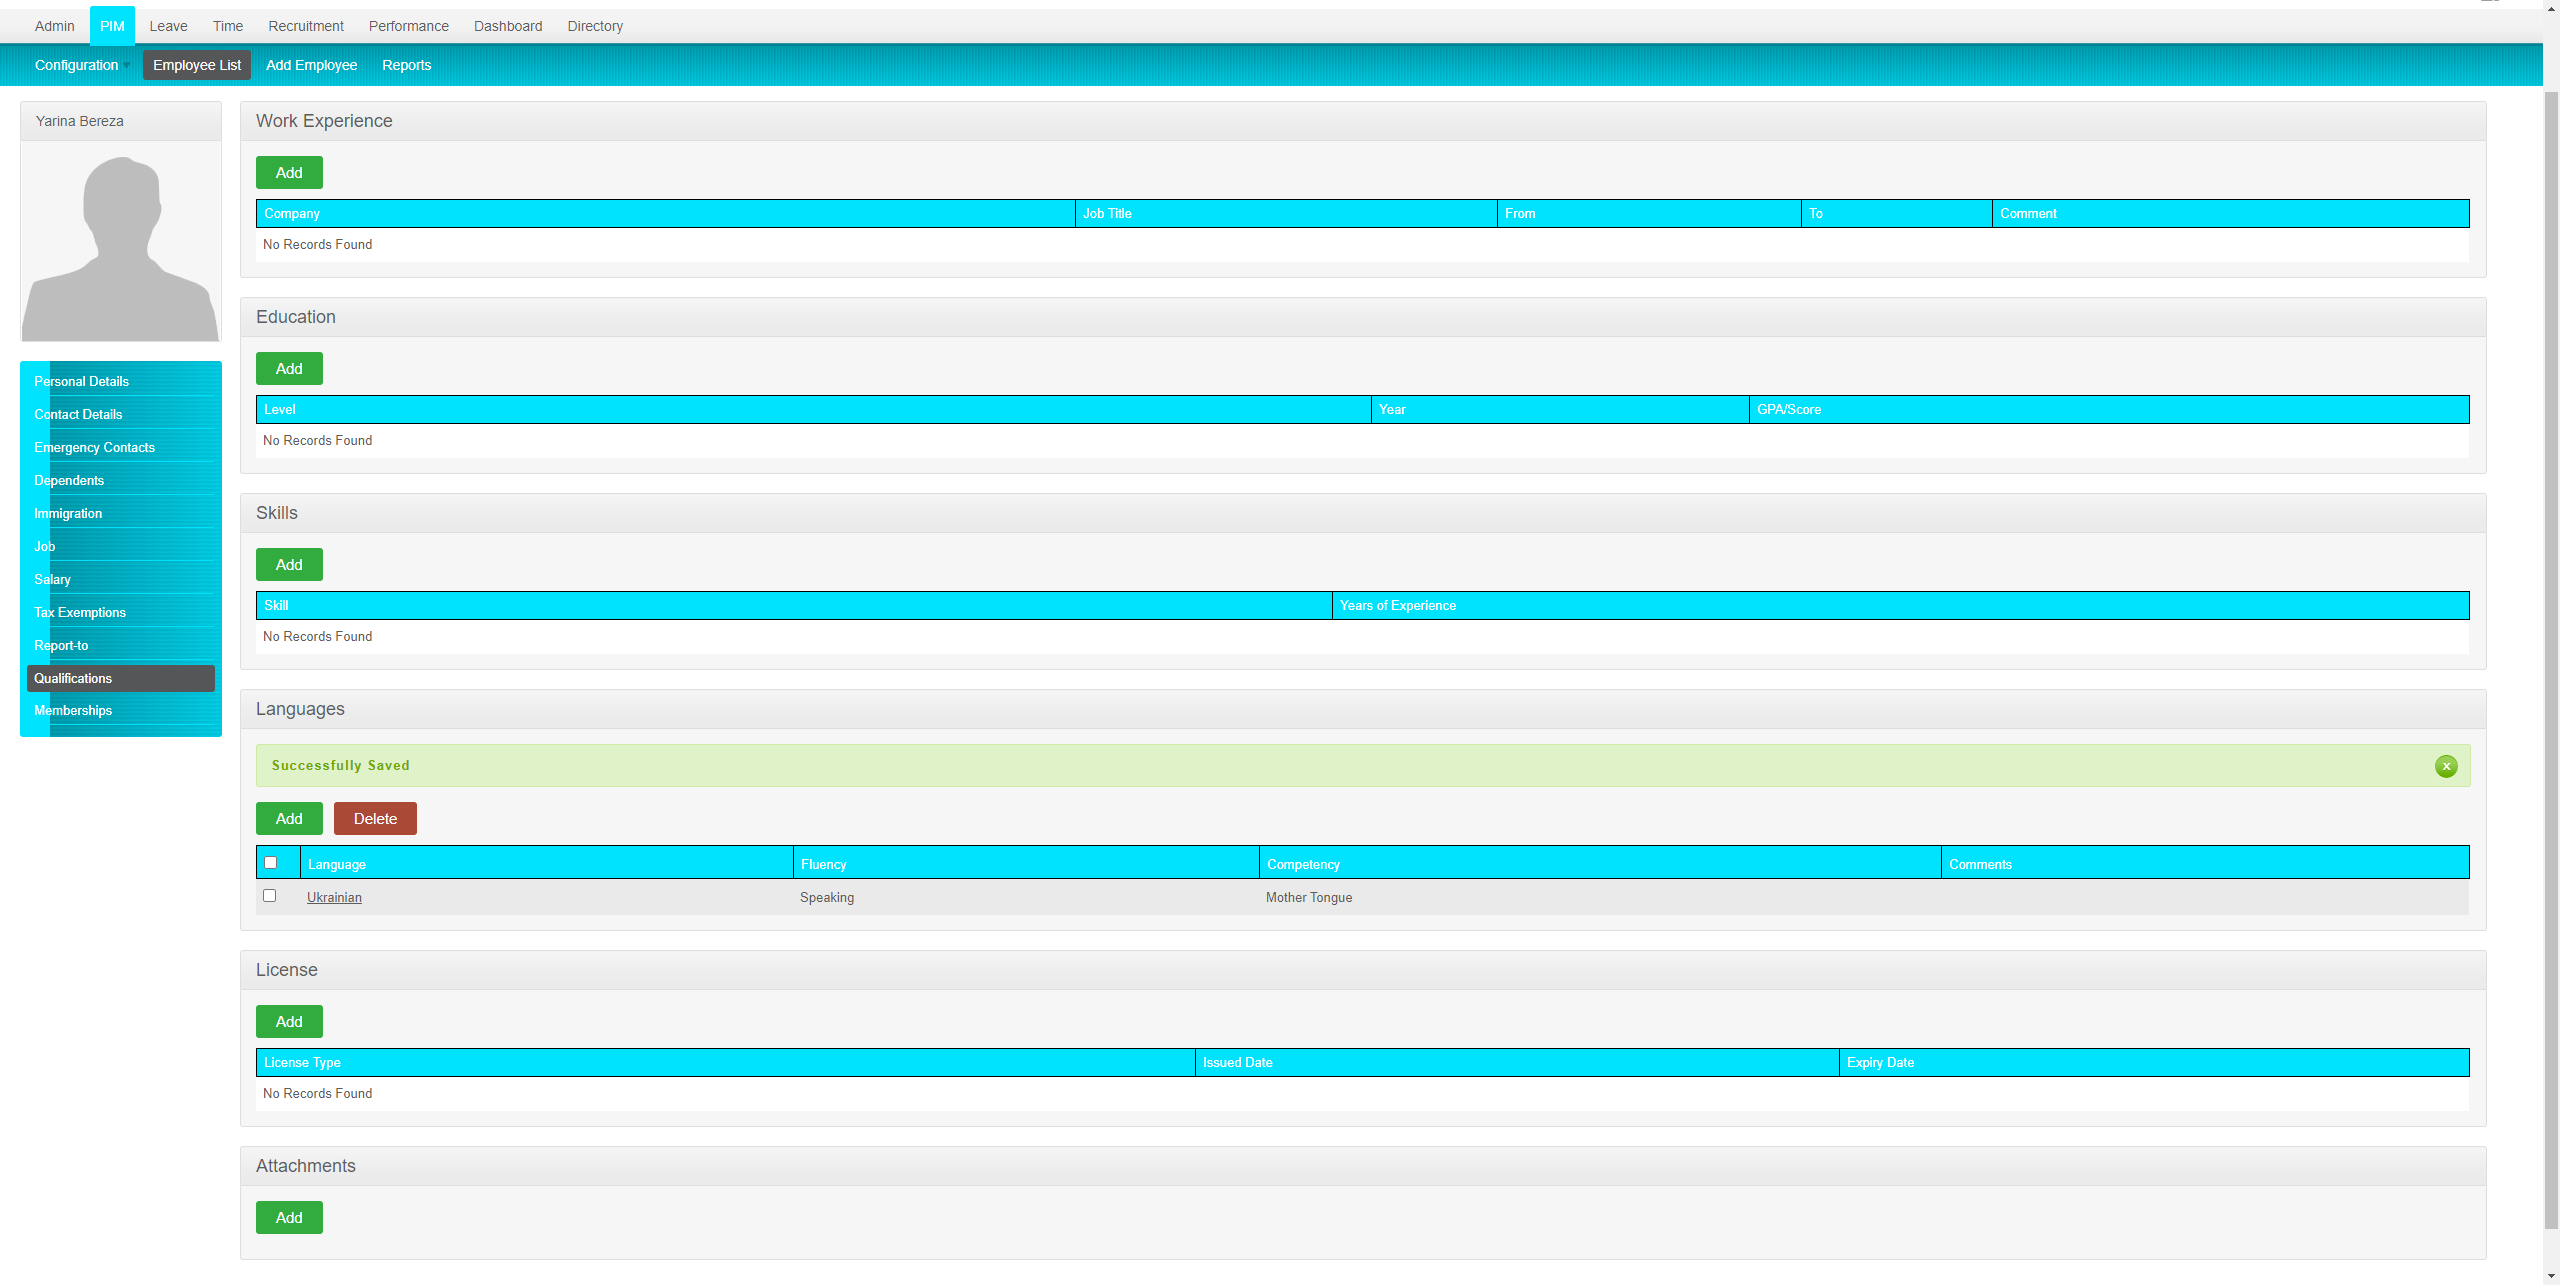 Admin PIM Leave Time Recruitment Performance Dashboard Directory
Configuration Employee List Add Employee Reports
Yarina Bereza
Personal Details
Contact Details
Emergency Contacts
Dependents
Immigration
Job
Salary
Tax Exemptions
Report-to
Qualifications
Memberships
Work Experience
Add
Company Job Title From To Comment
No Records Found
Education
Add
Level Year GPA/Score
No Records Found
Skills
Add
Skill Years of Experience
No Records Found
Languages
Successfully Saved
Add Delete
Language Fluency Competency Comments
Ukrainian Speaking Mother Tongue
License
Add
License Type Issued Date Expiry Date
No Records Found
Attachments
Add